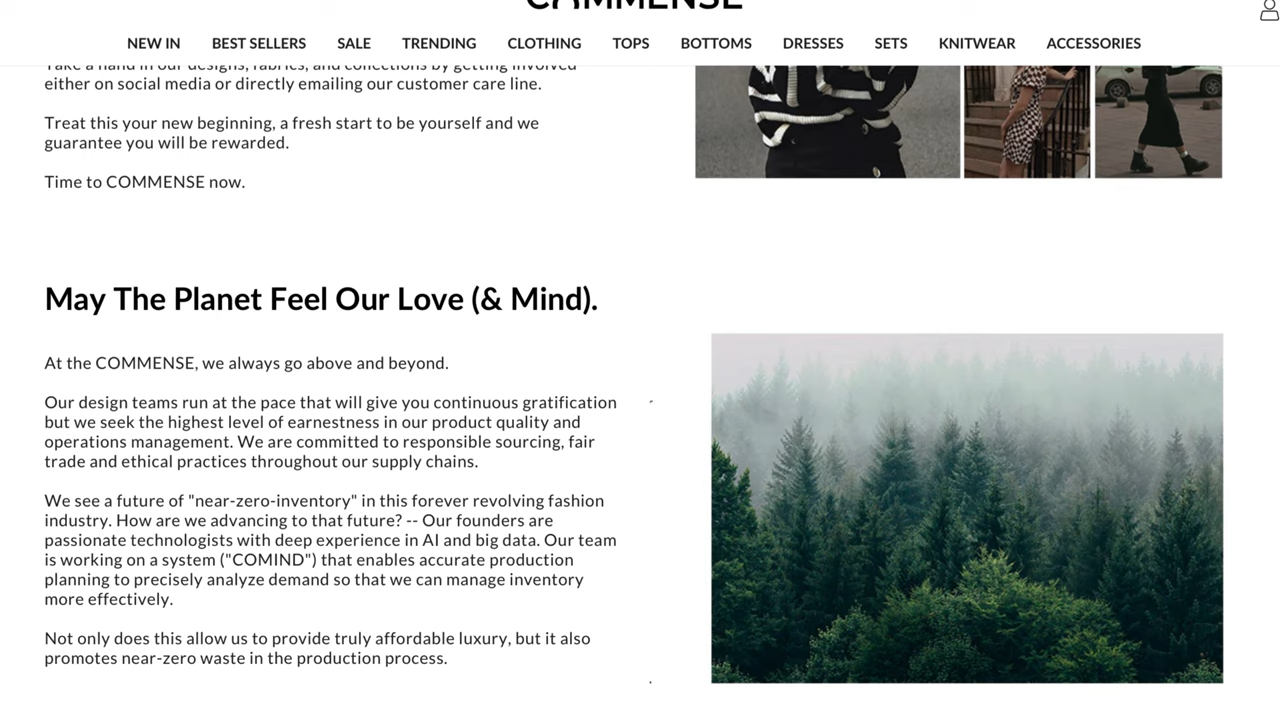 COMMENSE
NEW IN BEST SELLERS SALE TRENDING CLOTHING TOPS BOTTOMS DRESSES SETS KNITWEAR ACCESSORIES
Take a hand in our designs, fabrics, and collections by getting involved
either on social media or directly emailing our customer care line.
Treat this your new beginning, a fresh start to be yourself and we
guarantee you will be rewarded.
Time to COMMENSE now.
May The Planet Feel Our Love (& Mind).
At the COMMENSE, we always go above and beyond.
Our design teams run at the pace that will give you continuous gratification
but we seek the highest level of earnestness in our product quality and
operations management. We are committed to responsible sourcing, fair
trade and ethical practices throughout our supply chains.
We see a future of "near-zero-inventory" in this forever revolving fashion
industry. How are we advancing to that future? -- Our founders are
passionate technologists with deep experience in AI and big data. Our team
is working on a system ("COMIND") that enables accurate production
planning to precisely analyze demand so that we can manage inventory
more effectively.
Not only does this allow us to provide truly affordable luxury, but it also
promotes near-zero waste in the production process.